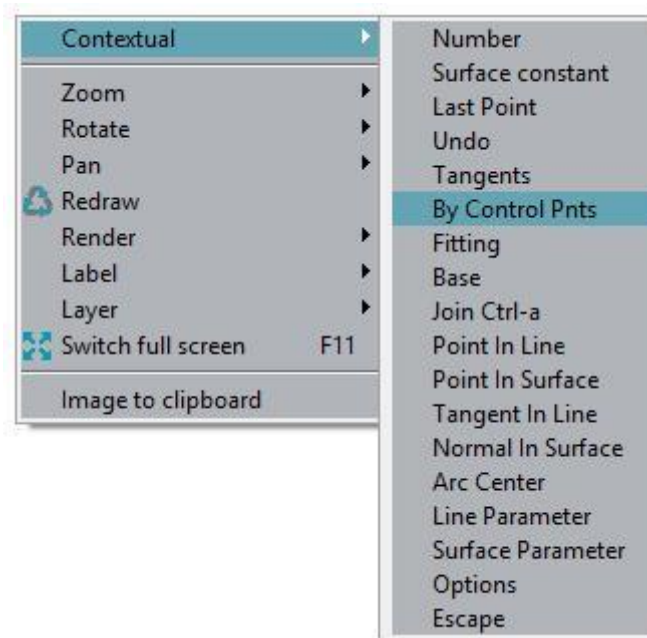 Contextual
Zoom
Rotate
Pan
Redraw
Render
Label
Layer
Switch full screen F11
Image to clipboard
Number
Surface constant
Last Point
Undo
Tangents
By Control Pnts
Fitting
Base
Join Ctrl-a
Point In Line
Point In Surface
Tangent In Line
Normal In Surface
Arc Center
Line Parameter
Surface Parameter
Options
Escape